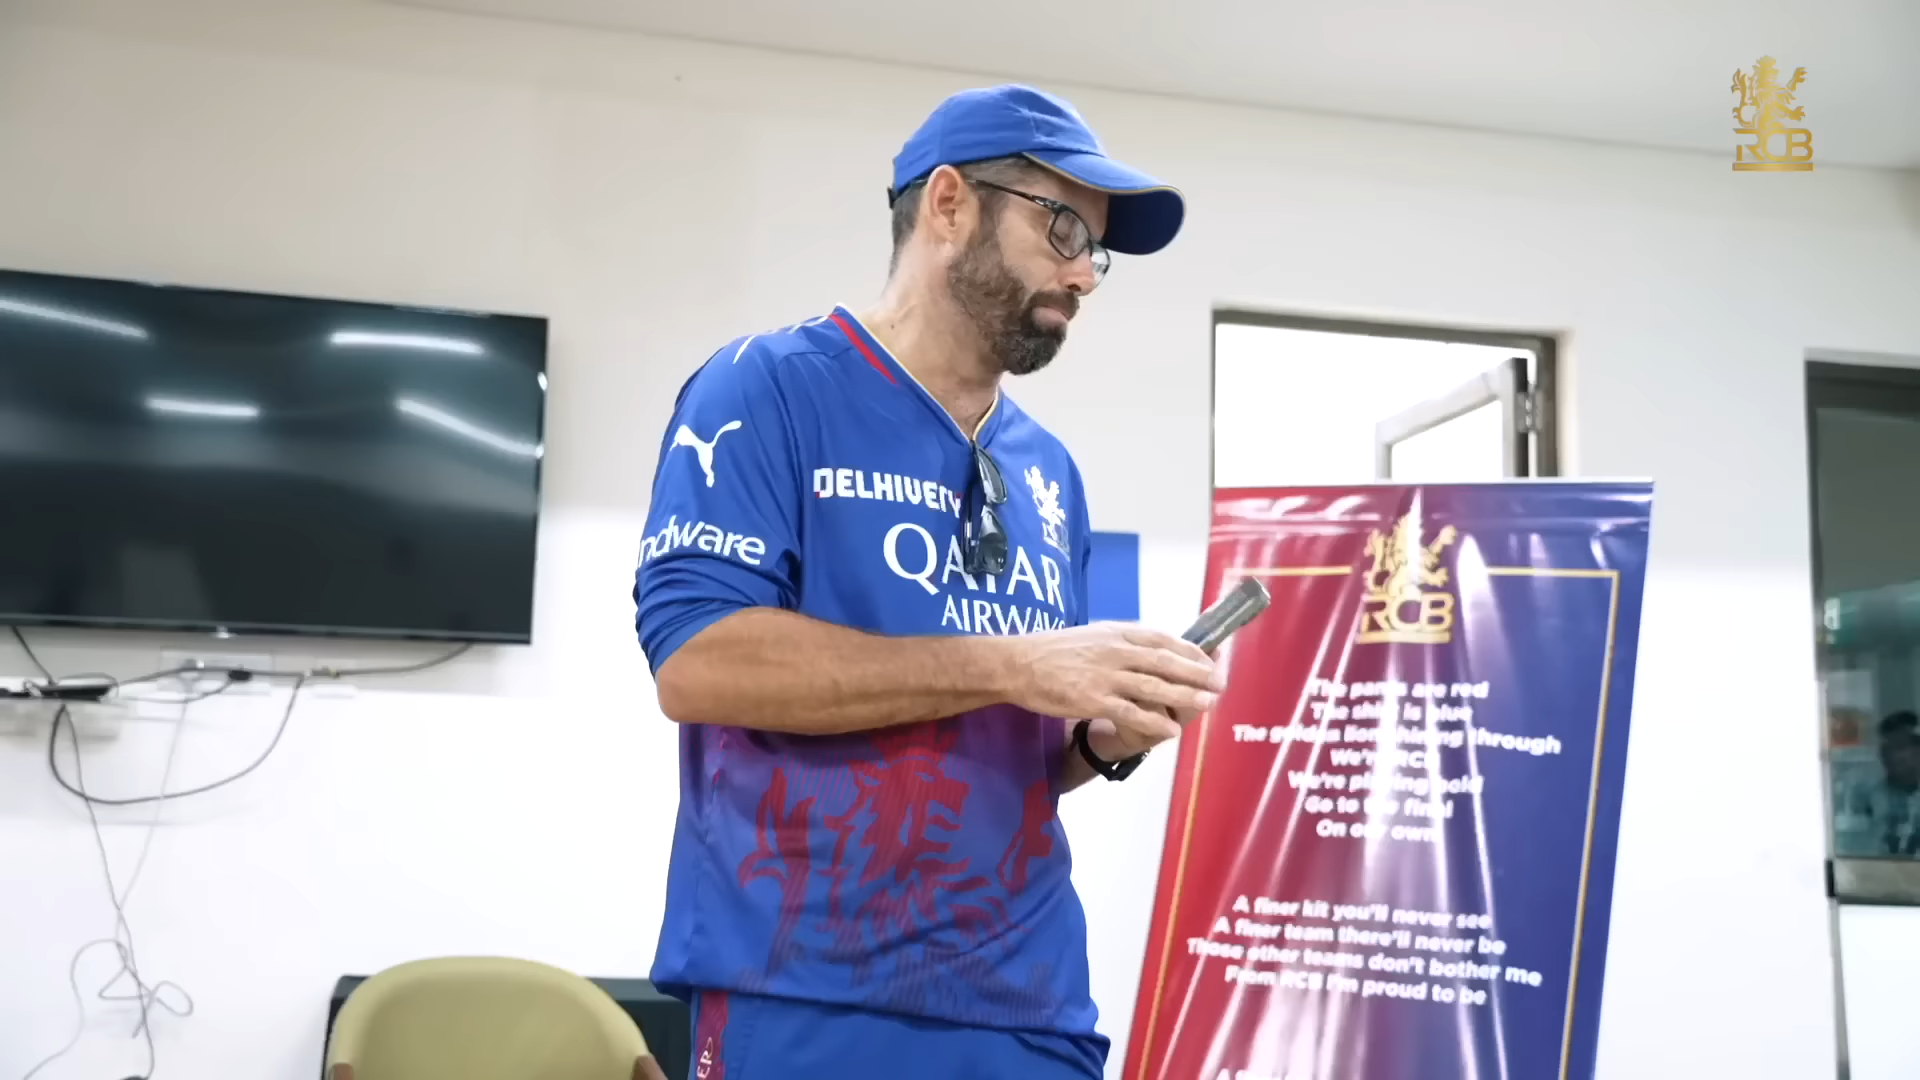 RCB
DELHIVERY
QATAR
AIRWAYS
ndware
RCB
The pants are red
The shirt is blue
The golden lion shining through
We're RCB
We're playing bold
Go to the final
On our own
A finer kit you'll never see
A finer team there'll never be
Those other teams don't bother me
From RCB I'm proud to be